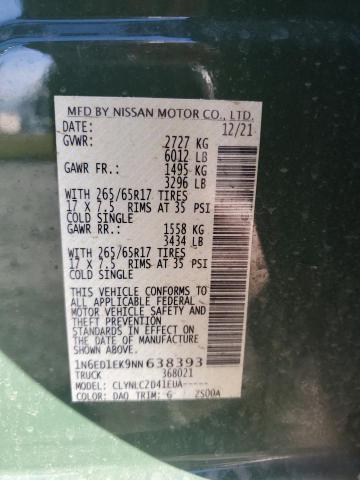 MFD BY NISSAN MOTOR CO., LTD.
DATE: 12/21
GVWR: 2727 KG
6012 LB
GAWR FR.: 1495 KG
3296 LB
WITH 265/65R17 TIRES
17 X 7.5 RIMS AT 35 PSI
COLD SINGLE
GAWR RR.: 1558 KG
3434 LB
WITH 265/65R17 TIRES
17 X 7.5 RIMS AT 35 PSI
COLD SINGLE
THIS VEHICLE CONFORMS TO
ALL APPLICABLE FEDERAL
MOTOR VEHICLE SAFETY
AND THEFT PREVENTION
STANDARDS IN EFFECT ON
THE DATE OF MANUFACTURE
SHOWN ABOVE.
1N6ED1EK9NN638393
TRUCK 368021
MODEL: CLYNLCZD41EUA-----
COLOR: DAQ TRIM: G 2S00A